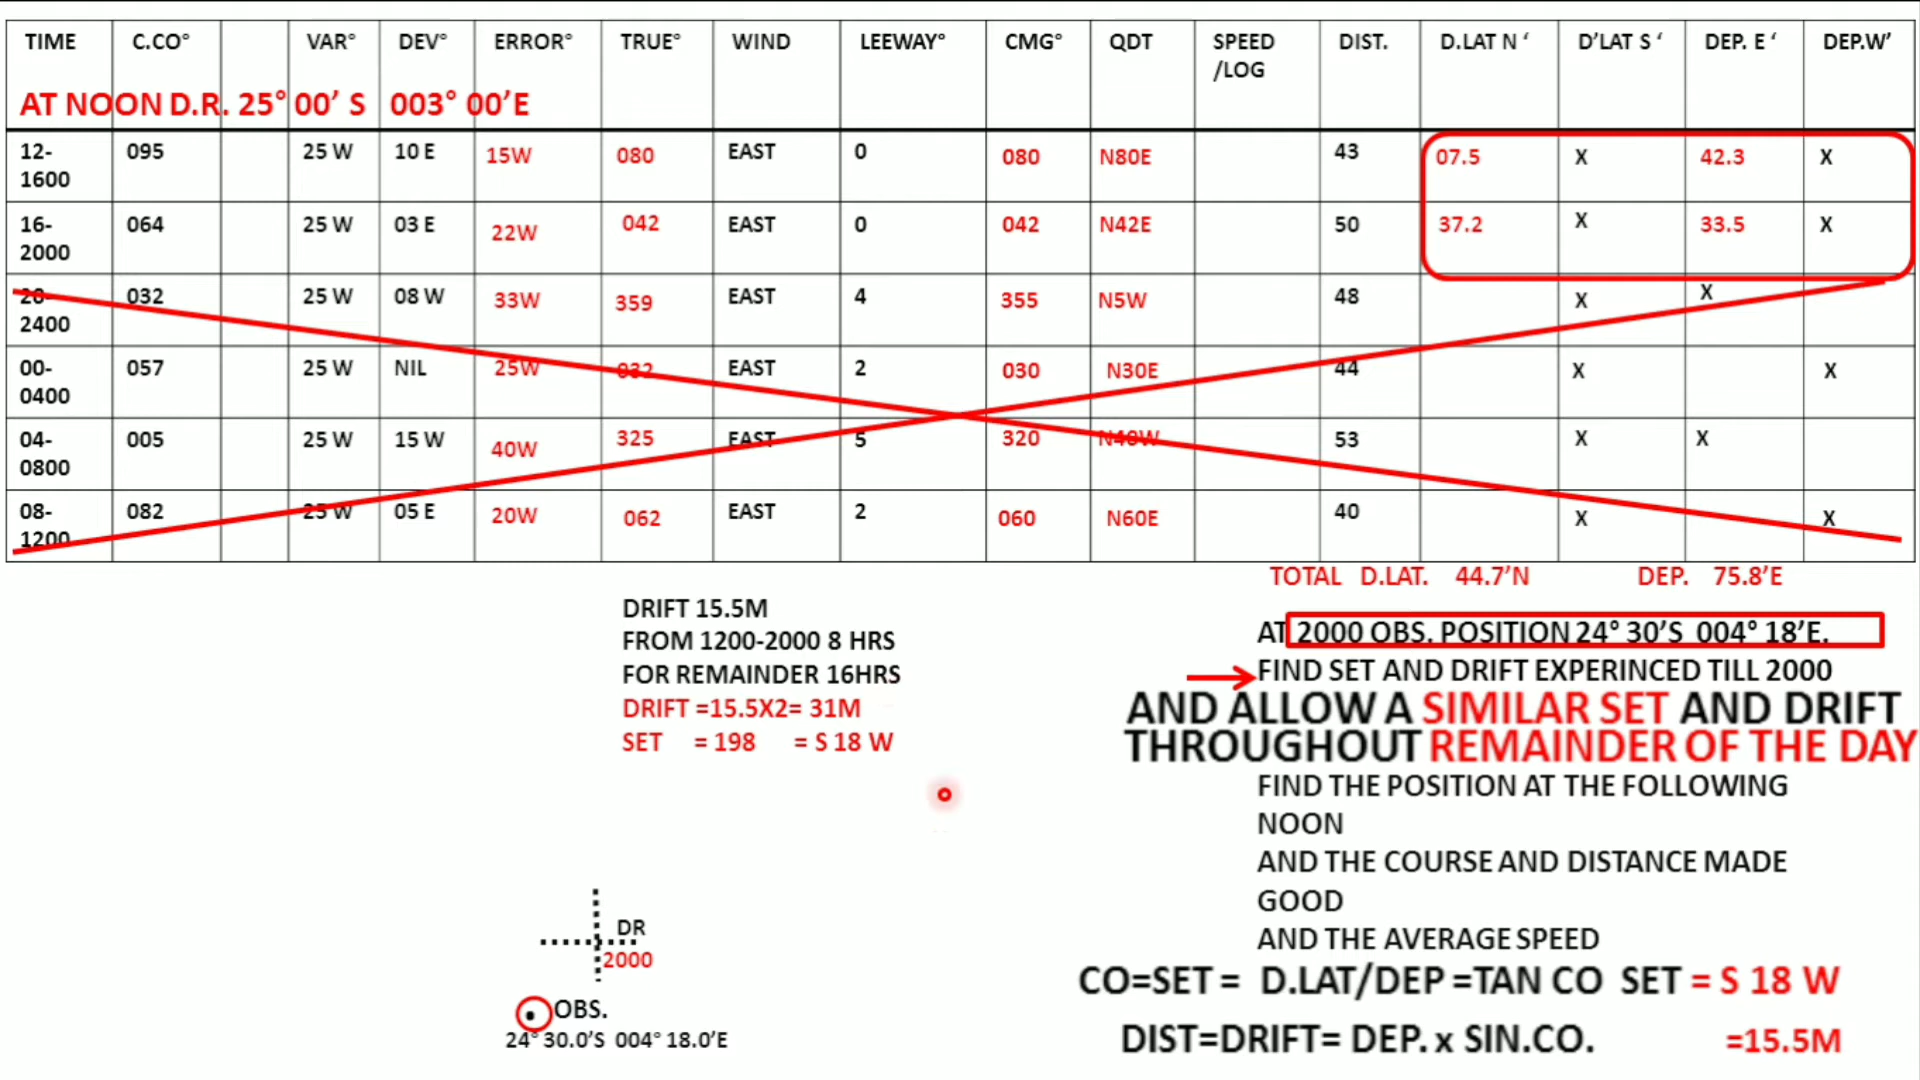 TIME C.CO° VAR° DEV° ERROR° TRUE° WIND LEEWAY° CMG° QDT SPEED /LOG DIST. D.LAT N ‘ D’LAT S ‘ DEP. E ‘ DEP.W’
AT NOON D.R. 25° 00’ S 003° 00’E
12-1600 095 25 W 10 E 15W 080 EAST 0 080 N80E 43 07.5 X 42.3 X
16-2000 064 25 W 03 E 22W 042 EAST 0 042 N42E 50 37.2 X 33.5 X
20-2400 032 25 W 08 W 33W 359 EAST 4 355 N5W 48 X X
00-0400 057 25 W NIL 25W 032 EAST 2 030 N30E 44 X X
04-0800 005 25 W 15 W 40W 325 EAST 5 320 N40W 53 X X
08-1200 082 25 W 05 E 20W 062 EAST 2 060 N60E 40 X X
TOTAL D.LAT. 44.7’N DEP. 75.8’E
DRIFT 15.5M
FROM 1200-2000 8 HRS
FOR REMAINDER 16HRS
DRIFT =15.5X2= 31M
SET = 198 = S 18 W
AT 2000 OBS. POSITION 24° 30’S 004° 18’E.
FIND SET AND DRIFT EXPERINCED TILL 2000
AND ALLOW A SIMILAR SET AND DRIFT
THROUGHOUT REMAINDER OF THE DAY
FIND THE POSITION AT THE FOLLOWING
NOON
AND THE COURSE AND DISTANCE MADE
GOOD
AND THE AVERAGE SPEED
CO=SET = D.LAT/DEP =TAN CO SET = S 18 W
DIST=DRIFT= DEP. x SIN.CO. =15.5M
DR
2000
OBS.
24° 30.0’S 004° 18.0’E